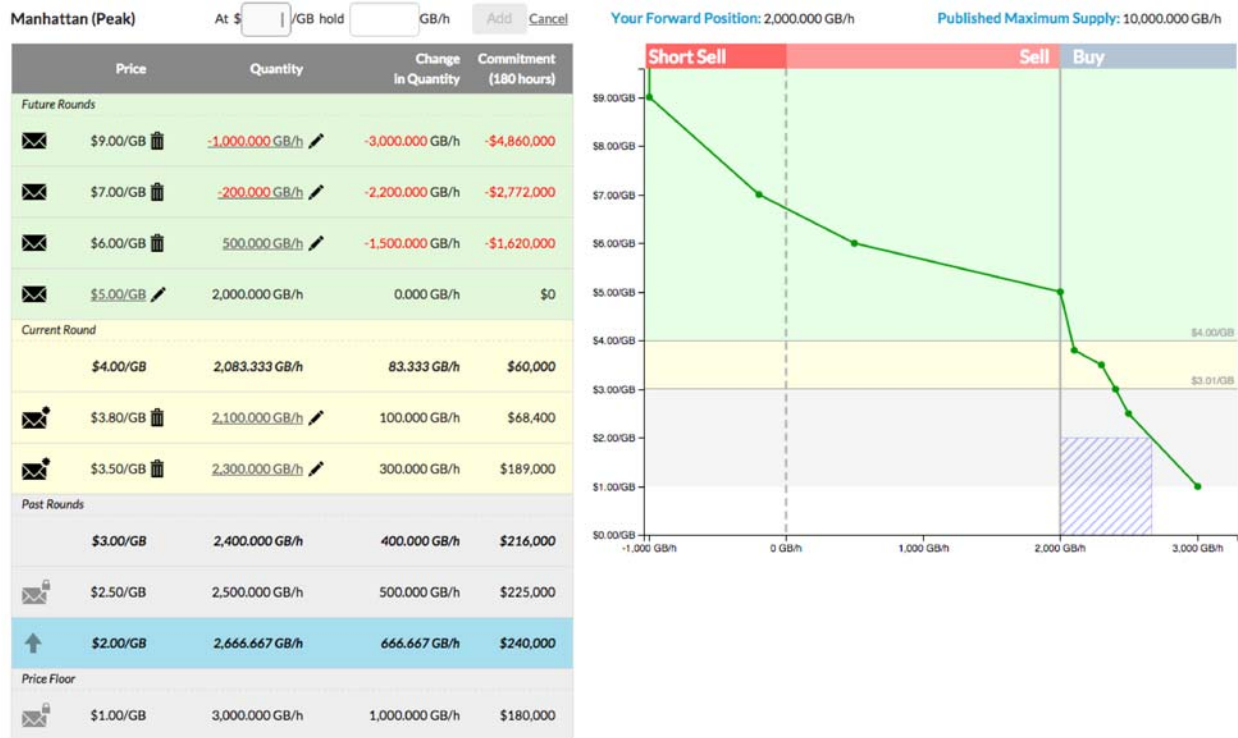 Manhattan (Peak) At $ /GB hold GB/h Add Cancel
Price Quantity Change in Quantity Commitment (180 hours)
Future Rounds
$9.00/GB -1,000.000 GB/h -3,000.000 GB/h -$4,860,000
$7.00/GB -200.000 GB/h -2,200.000 GB/h -$2,772,000
$6.00/GB 500.000 GB/h -1,500.000 GB/h -$1,620,000
$5.00/GB 2,000.000 GB/h 0.000 GB/h $0
Current Round
$4.00/GB 2,083.333 GB/h 83.333 GB/h $60,000
$3.80/GB 2,100.000 GB/h 100.000 GB/h $68,400
$3.50/GB 2,300.000 GB/h 300.000 GB/h $189,000
Past Rounds
$3.00/GB 2,400.000 GB/h 400.000 GB/h $216,000
$2.50/GB 2,500.000 GB/h 500.000 GB/h $225,000
$2.00/GB 2,666.667 GB/h 666.667 GB/h $240,000
Price Floor
$1.00/GB 3,000.000 GB/h 1,000.000 GB/h $180,000
Your Forward Position: 2,000.000 GB/h Published Maximum Supply: 10,000.000 GB/h
Short Sell Sell Buy
$9.00/GB
$8.00/GB
$7.00/GB
$6.00/GB
$5.00/GB
$4.00/GB
$4.00/GB
$3.01/GB
$3.00/GB
$2.00/GB
$1.00/GB
$0.00/GB
-1,000 GB/h 0 GB/h 1,000 GB/h 2,000 GB/h 3,000 GB/h